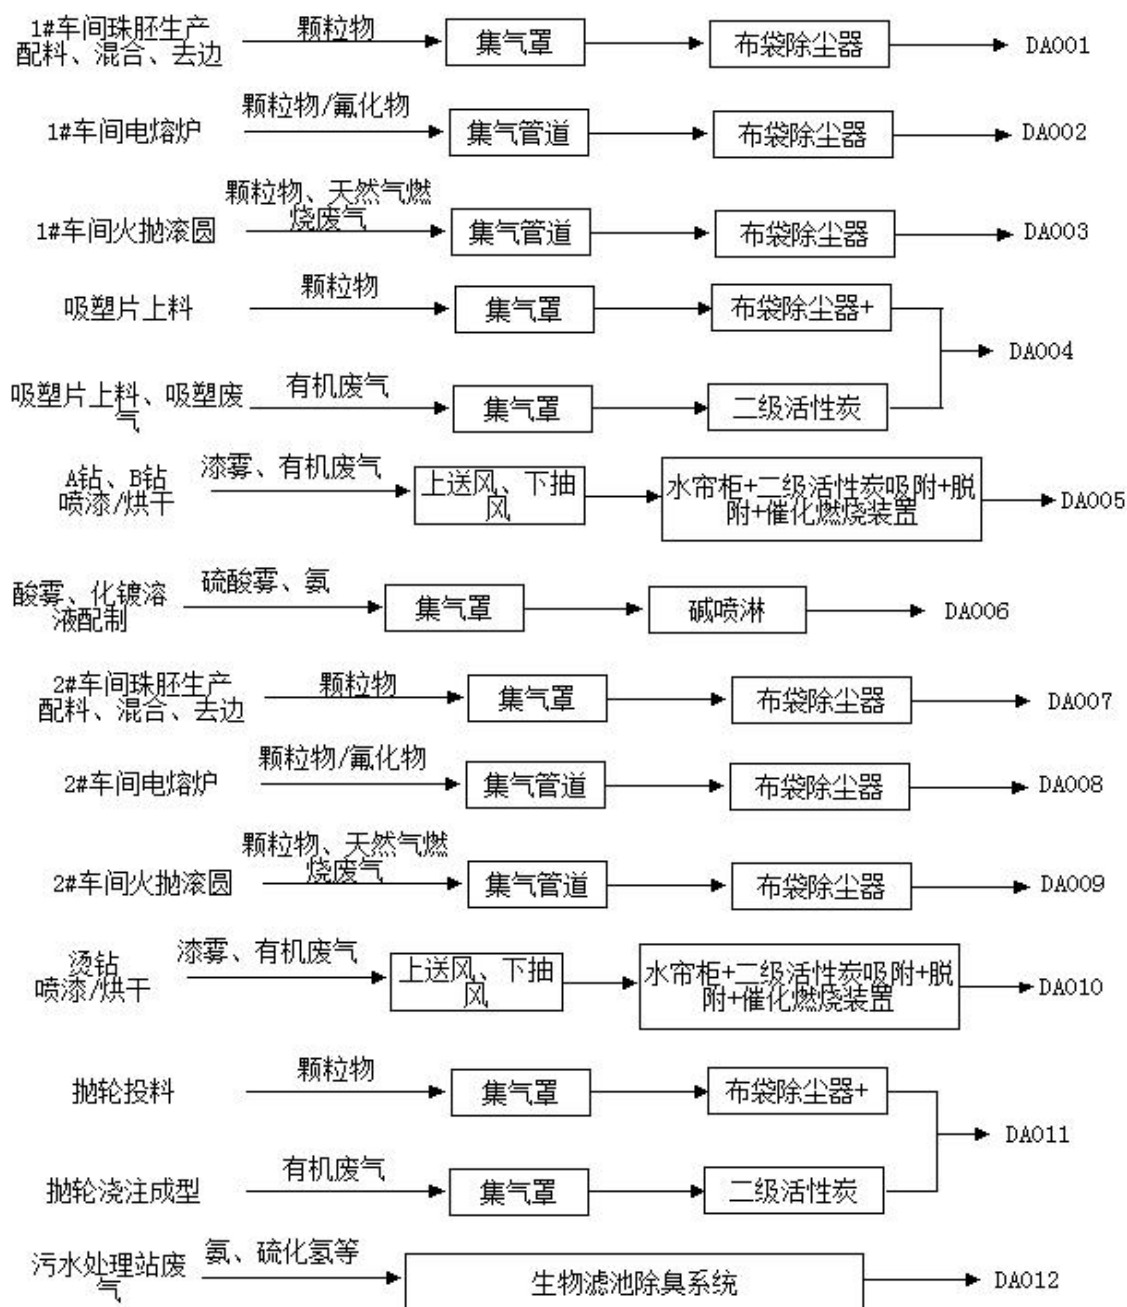 1#车间珠胚生产
配料、混合、去边
颗粒物
集气罩
布袋除尘器
DA001
1#车间电熔炉
颗粒物/氟化物
集气管道
布袋除尘器
DA002
1#车间火抛滚圆
颗粒物、天然气燃
烧废气
集气管道
布袋除尘器
DA003
吸塑片上料
颗粒物
集气罩
布袋除尘器+
DA004
吸塑片上料、吸塑废
气
有机废气
集气罩
二级活性炭
A钻、B钻
喷漆/烘干
漆雾、有机废气
上送风、下抽
风
水帘柜+二级活性炭吸附+脱
附+催化燃烧装置
DA005
酸雾、化镀溶
液配制
硫酸雾、氨
集气罩
碱喷淋
DA006
2#车间珠胚生产
配料、混合、去边
颗粒物
集气罩
布袋除尘器
DA007
2#车间电熔炉
颗粒物/氟化物
集气管道
布袋除尘器
DA008
2#车间火抛滚圆
颗粒物、天然气燃
烧废气
集气管道
布袋除尘器
DA009
烫钻
喷漆/烘干
漆雾、有机废气
上送风、下抽
风
水帘柜+二级活性炭吸附+脱
附+催化燃烧装置
DA010
抛轮投料
颗粒物
集气罩
布袋除尘器+
DA011
抛轮浇注成型
有机废气
集气罩
二级活性炭
污水处理站废
气
氨、硫化氢等
生物滤池除臭系统
DA012